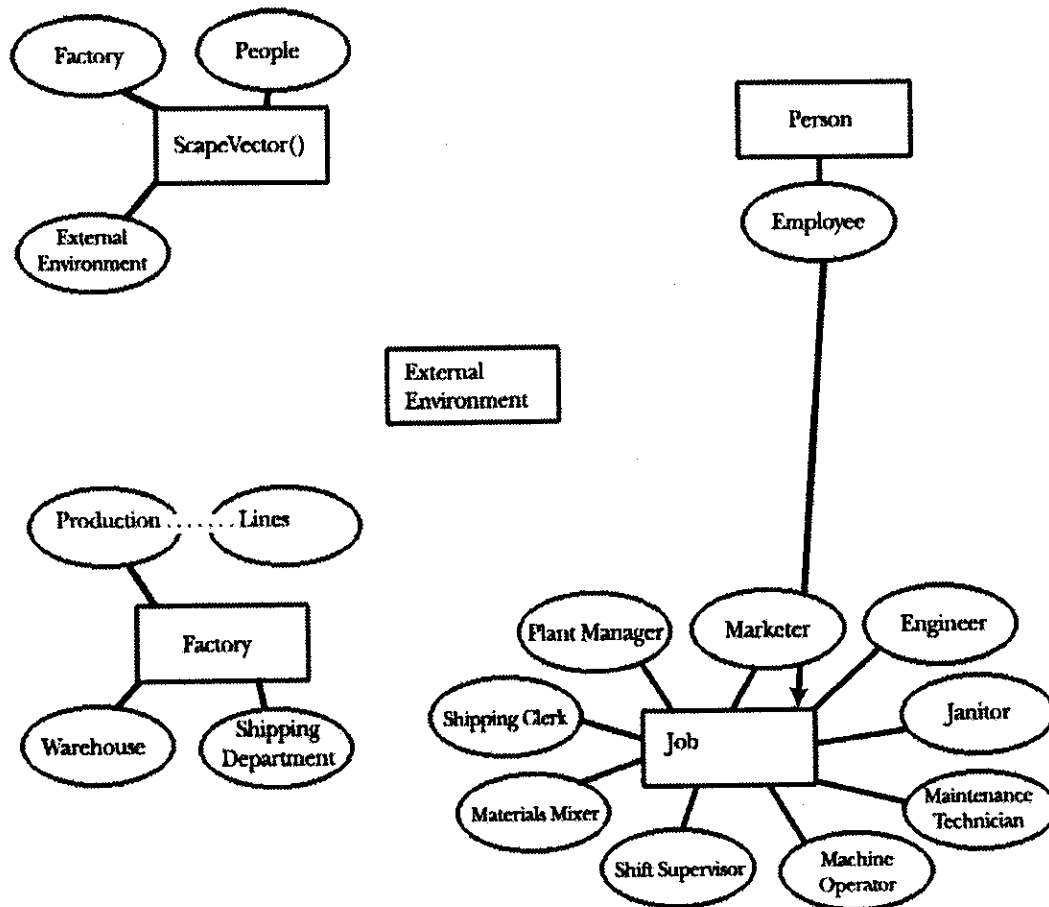 Factory
People
ScapeVector()
External
Environment
Person
Employee
External
Environment
Production ..... Lines
Factory
Warehouse
Shipping
Department
Plant Manager
Marketer
Engineer
Shipping Clerk
Job
Janitor
Materials Mixer
Maintenance
Technician
Shift Supervisor
Machine
Operator